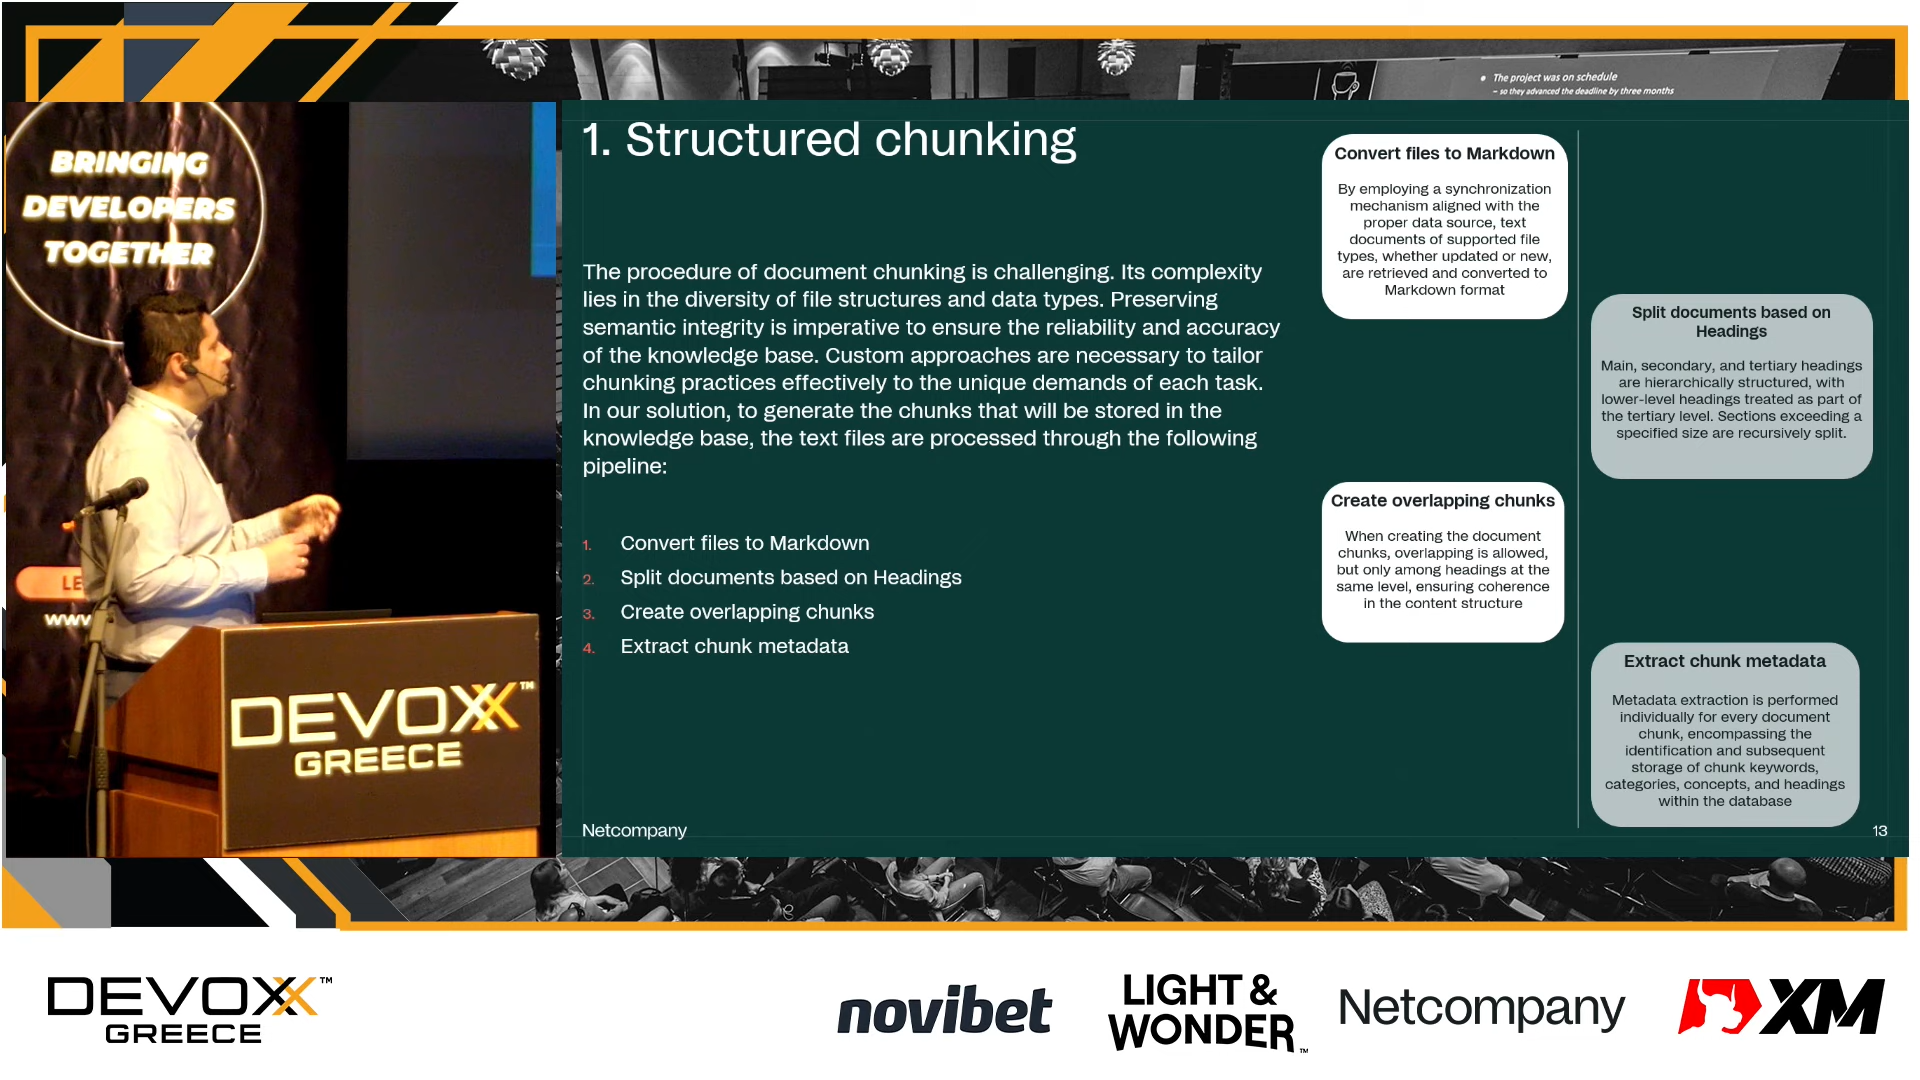 The project was on schedule
– so they advanced the deadline by three months
BRINGING
DEVELOPERS
TOGETHER
LE
www
DEVOXX™
GREECE
1. Structured chunking
The procedure of document chunking is challenging. Its complexity
lies in the diversity of file structures and data types. Preserving
semantic integrity is imperative to ensure the reliability and accuracy
of the knowledge base. Custom approaches are necessary to tailor
chunking practices effectively to the unique demands of each task.
In our solution, to generate the chunks that will be stored in the
knowledge base, the text files are processed through the following
pipeline:
1. Convert files to Markdown
2. Split documents based on Headings
3. Create overlapping chunks
4. Extract chunk metadata
Convert files to Markdown
By employing a synchronization
mechanism aligned with the
proper data source, text
documents of supported file
types, whether updated or new,
are retrieved and converted to
Markdown format
Split documents based on
Headings
Main, secondary, and tertiary headings
are hierarchically structured, with
lower-level headings treated as part of
the tertiary level. Sections exceeding a
specified size are recursively split.
Create overlapping chunks
When creating the document
chunks, overlapping is allowed,
but only among headings at the
same level, ensuring coherence
in the content structure
Extract chunk metadata
Metadata extraction is performed
individually for every document
chunk, encompassing the
identification and subsequent
storage of chunk keywords,
categories, concepts, and headings
within the database
Netcompany
13
DEVOXX™
GREECE
novibet
LIGHT &
WONDER™
Netcompany
XM